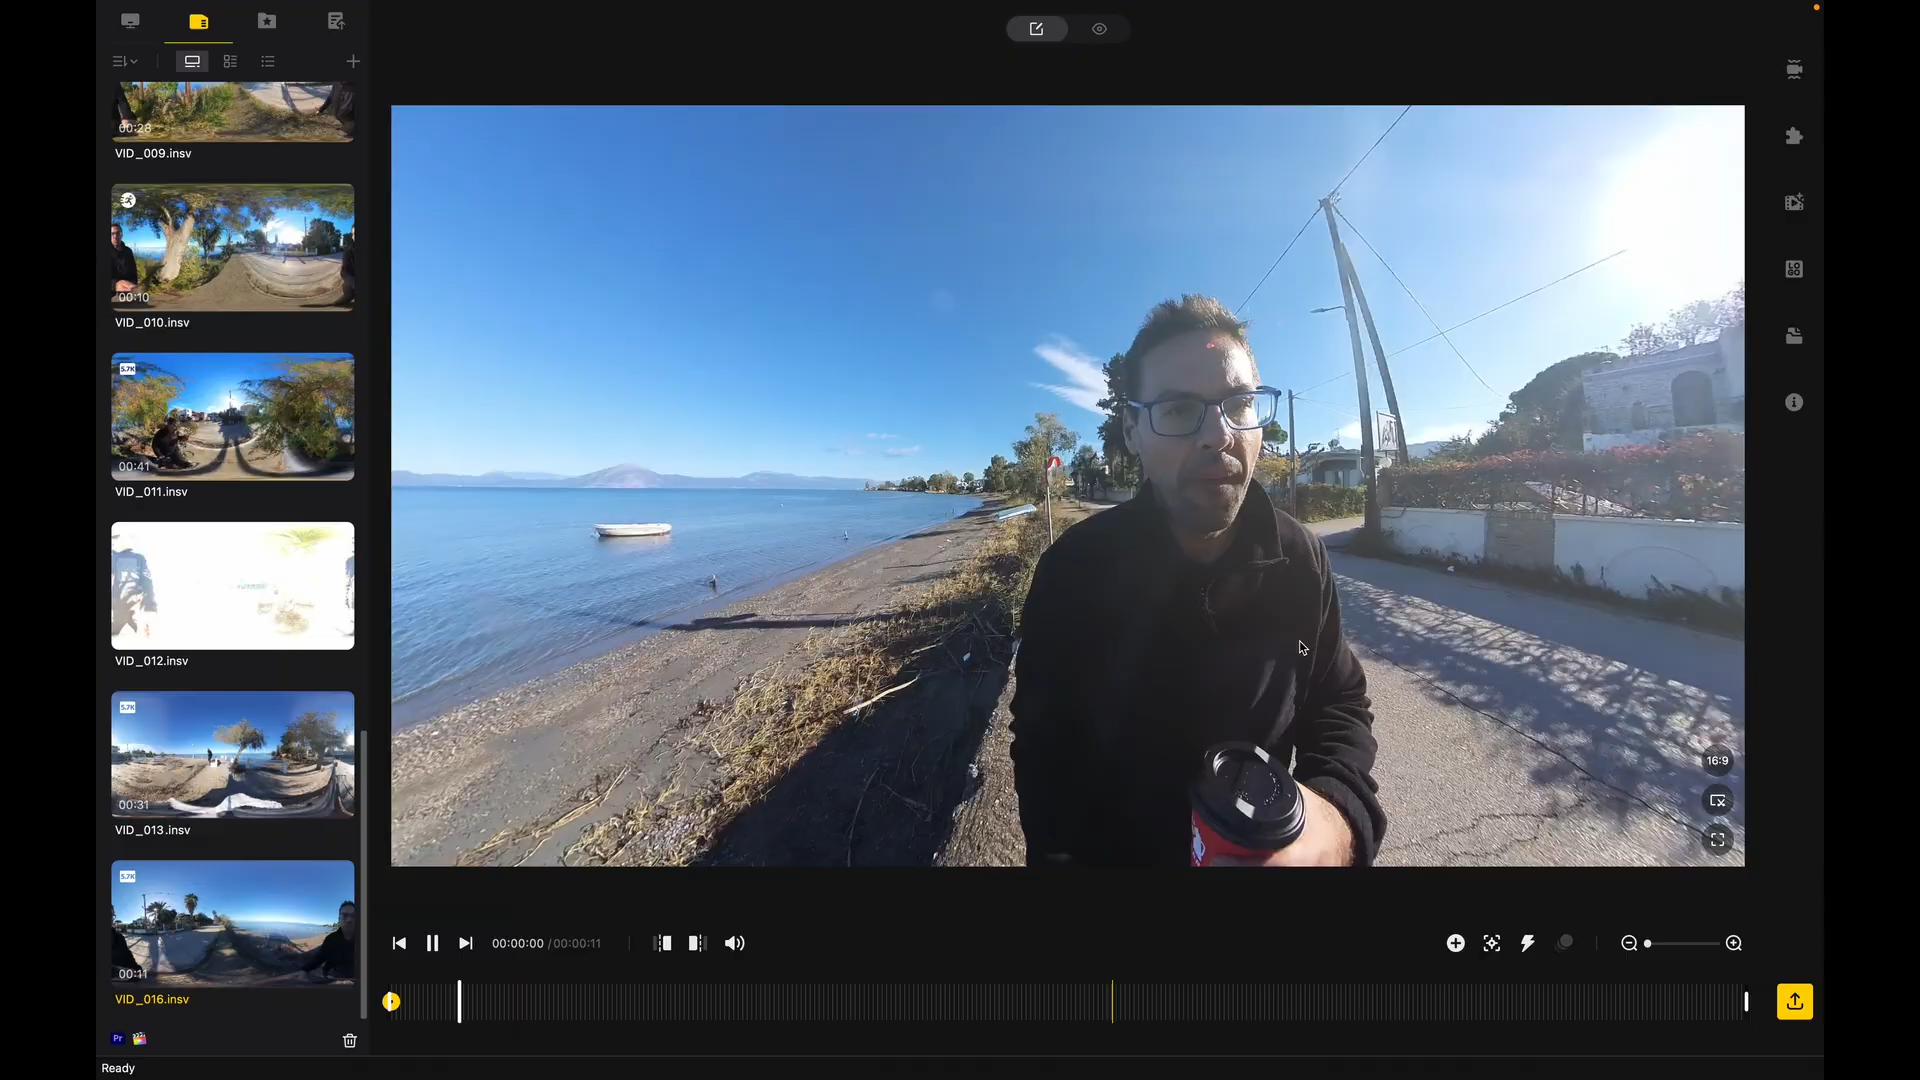 00:28
VID_009.insv
00:10
VID_010.insv
5.7K
00:41
VID_011.insv
VID_012.insv
5.7K
00:31
VID_013.insv
5.7K
00:11
VID_016.insv
Pr
Ready
LOGO
16:9
00:00:00 / 00:00:11